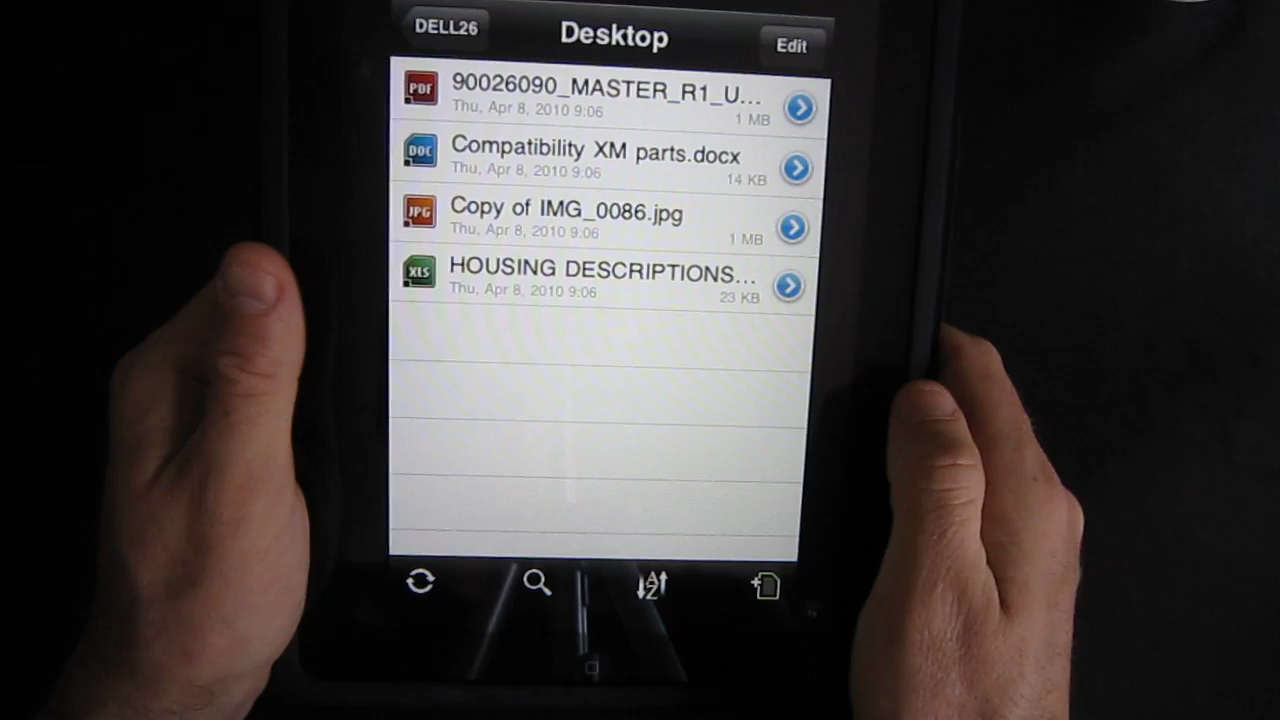 DELL26
Desktop
Edit
PDF
90026090_MASTER_R1_U...
Thu, Apr 8, 2010 9:06
1 MB
DOC
Compatibility XM parts.docx
Thu, Apr 8, 2010 9:06
14 KB
JPG
Copy of IMG_0086.jpg
Thu, Apr 8, 2010 9:06
1 MB
XLS
HOUSING DESCRIPTIONS...
Thu, Apr 8, 2010 9:06
23 KB
A
Z